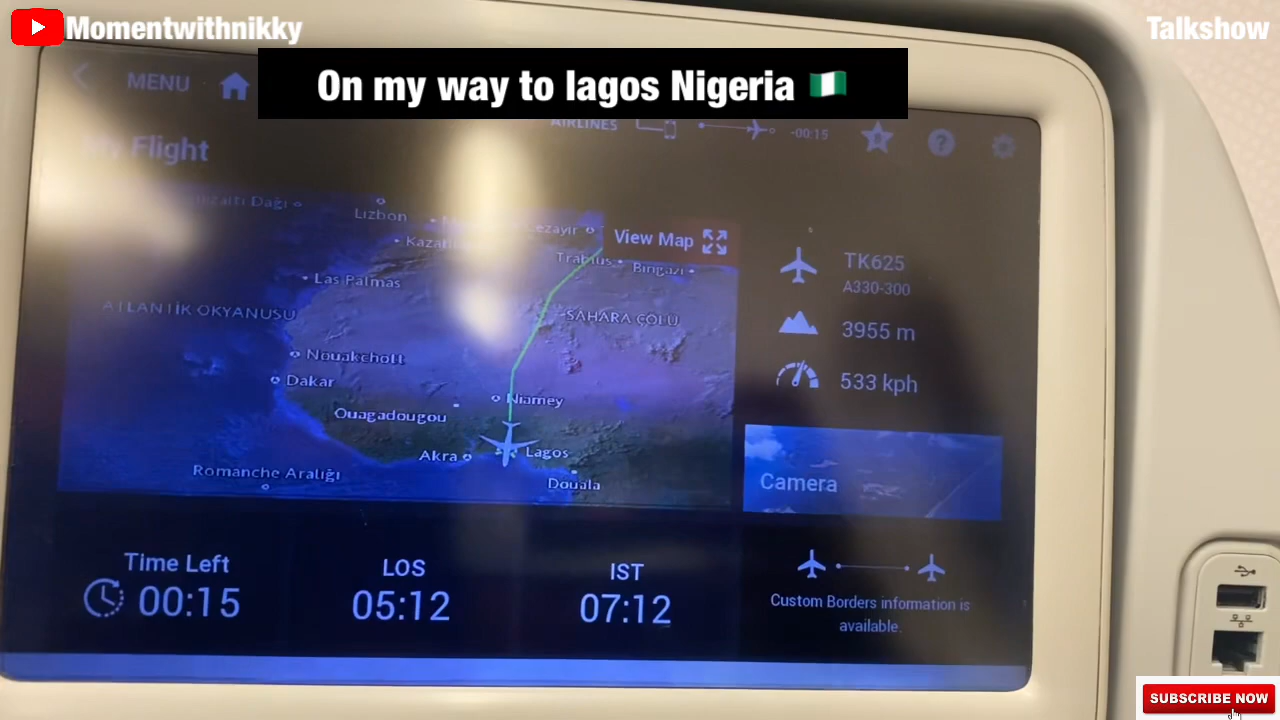 Momentwithnikky
Talkshow
On my way to lagos Nigeria
MENU
AIRLINES
-00:15
Flight
Lizbon
Cezayir
View Map
Trablus
Bingazi
Las Palmas
ATLANTİK OKYANUSU
SAHARA ÇÖLÜ
Nouakchott
Dakar
Niamey
Ouagadougou
Akra
Lagos
Romanche Aralığı
Douala
TK625
A330-300
3955 m
533 kph
Camera
Time Left
00:15
LOS
05:12
IST
07:12
Custom Borders information is
available.
SUBSCRIBE NOW